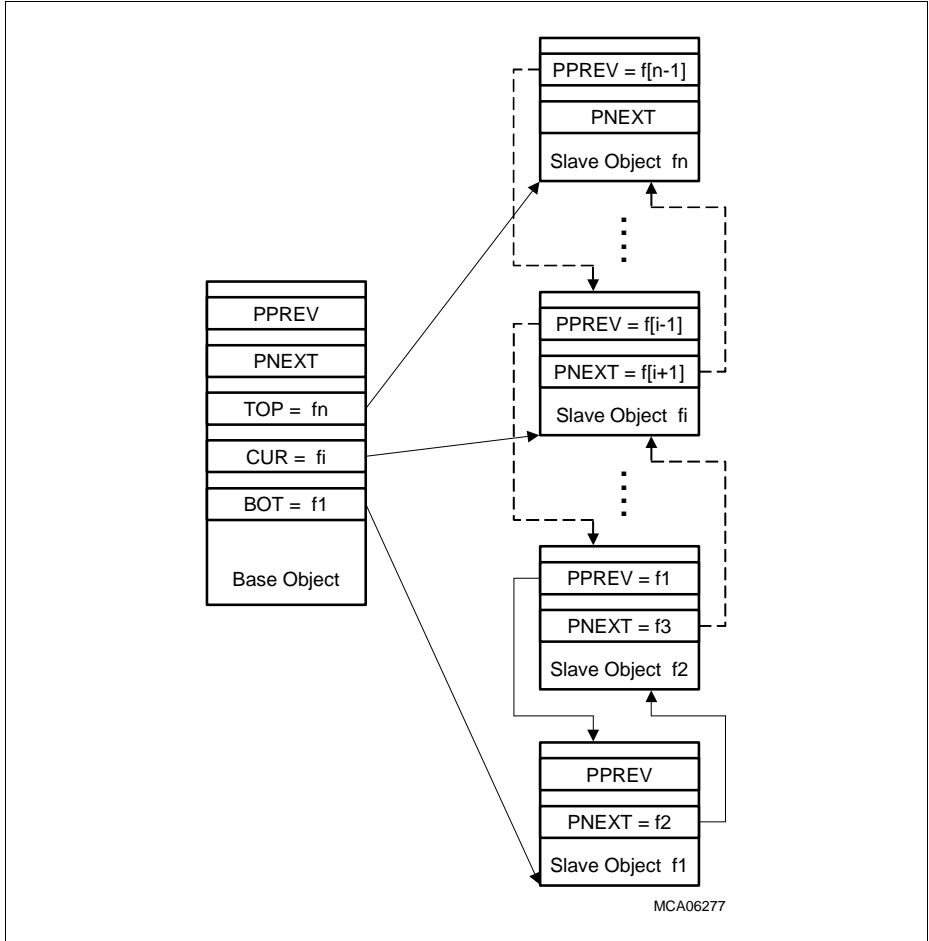 PPREV = f[n-1]
PNEXT
Slave Object fn
PPREV
PNEXT
TOP = fn
CUR = fi
BOT = f1
Base Object
PPREV = f[i-1]
PNEXT = f[i+1]
Slave Object fi
PPREV = f1
PNEXT = f3
Slave Object f2
PPREV
PNEXT = f2
Slave Object f1
MCA06277